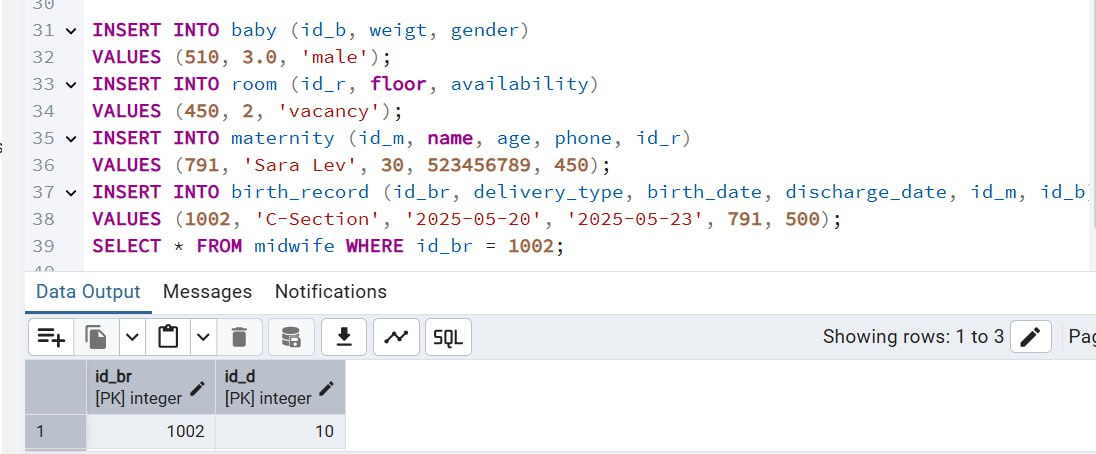 30
31 INSERT INTO baby (id_b, weigt, gender)
32 VALUES (510, 3.0, 'male');
33 INSERT INTO room (id_r, floor, availability)
34 VALUES (450, 2, 'vacancy');
35 INSERT INTO maternity (id_m, name, age, phone, id_r)
36 VALUES (791, 'Sara Lev', 30, 523456789, 450);
37 INSERT INTO birth_record (id_br, delivery_type, birth_date, discharge_date, id_m, id_b
38 VALUES (1002, 'C-Section', '2025-05-20', '2025-05-23', 791, 500);
39 SELECT * FROM midwife WHERE id_br = 1002;
40
Data Output Messages Notifications
SQL Showing rows: 1 to 3 Pag
id_br id_d
[PK] integer [PK] integer
1 1002 10